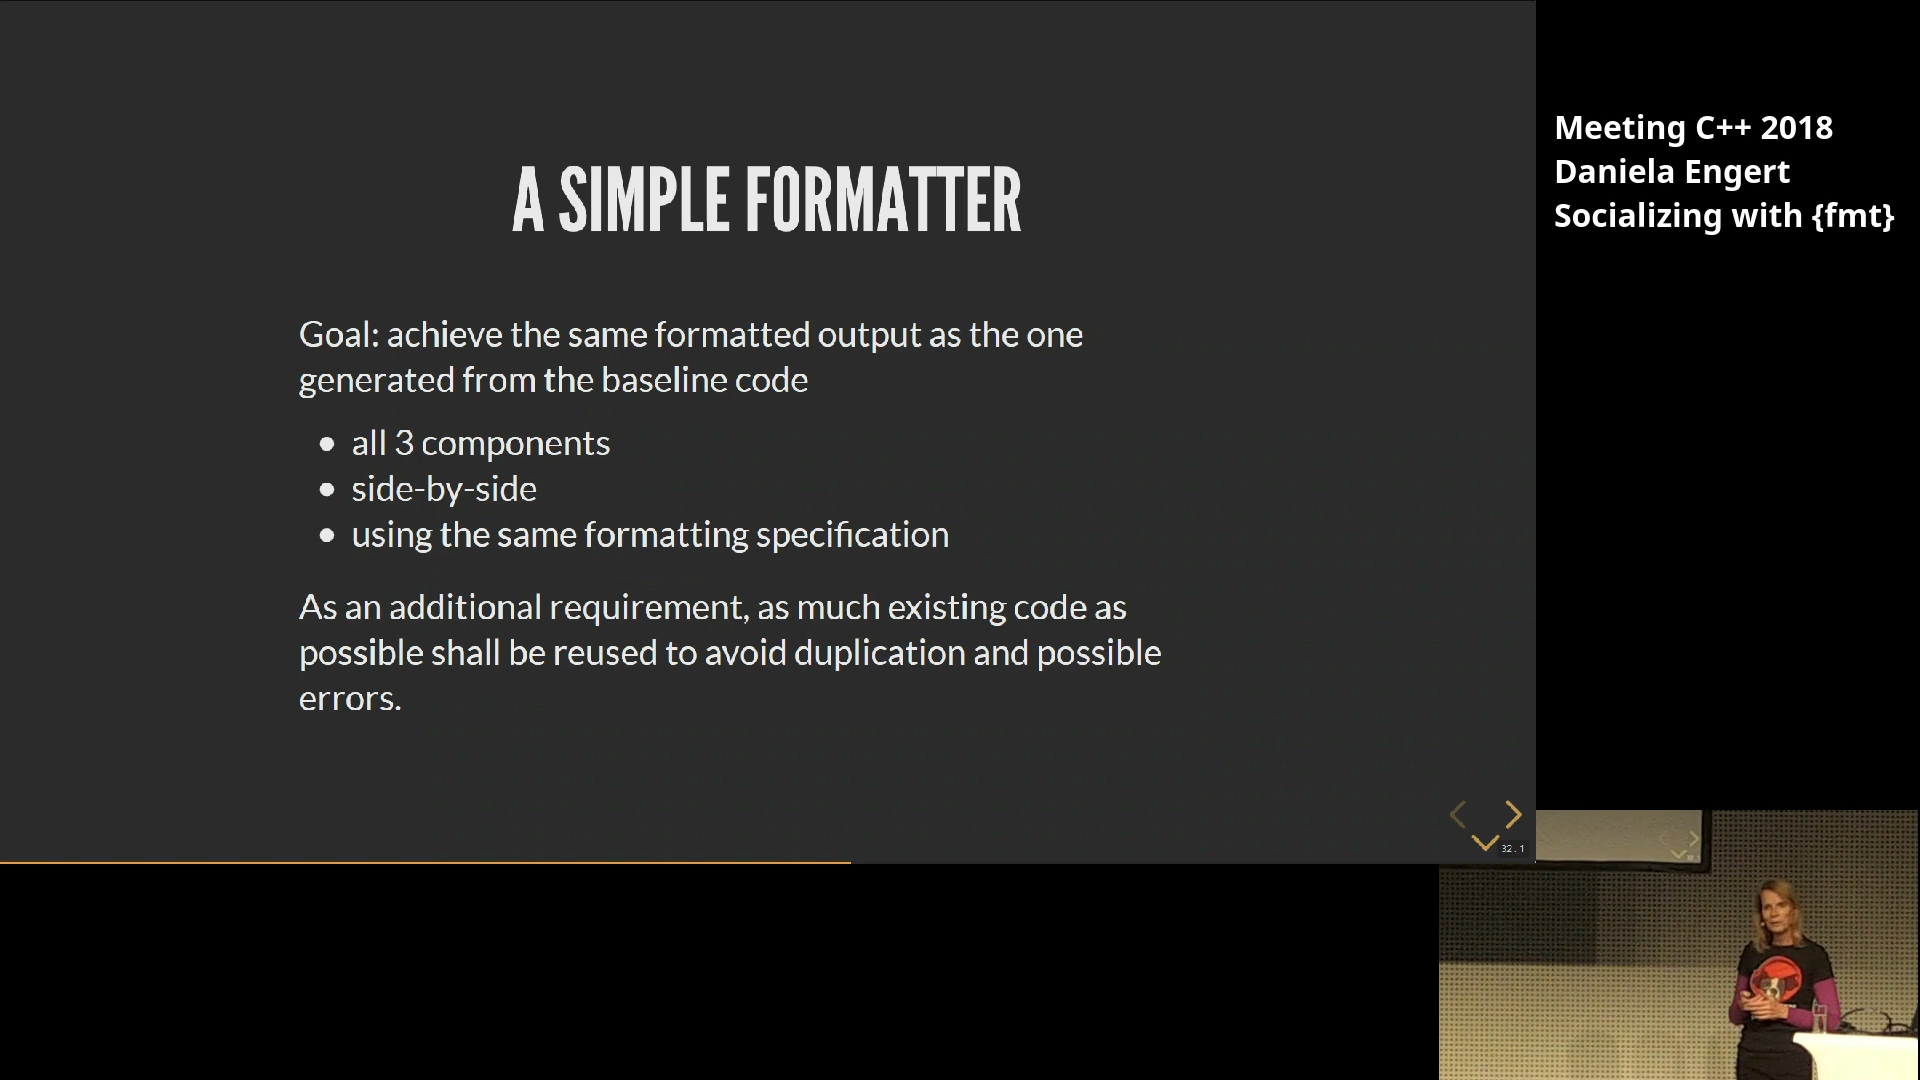 A SIMPLE FORMATTER
Goal: achieve the same formatted output as the one
generated from the baseline code
• all 3 components
• side-by-side
• using the same formatting specification
As an additional requirement, as much existing code as
possible shall be reused to avoid duplication and possible
errors.
32.1
Meeting C++ 2018
Daniela Engert
Socializing with {fmt}